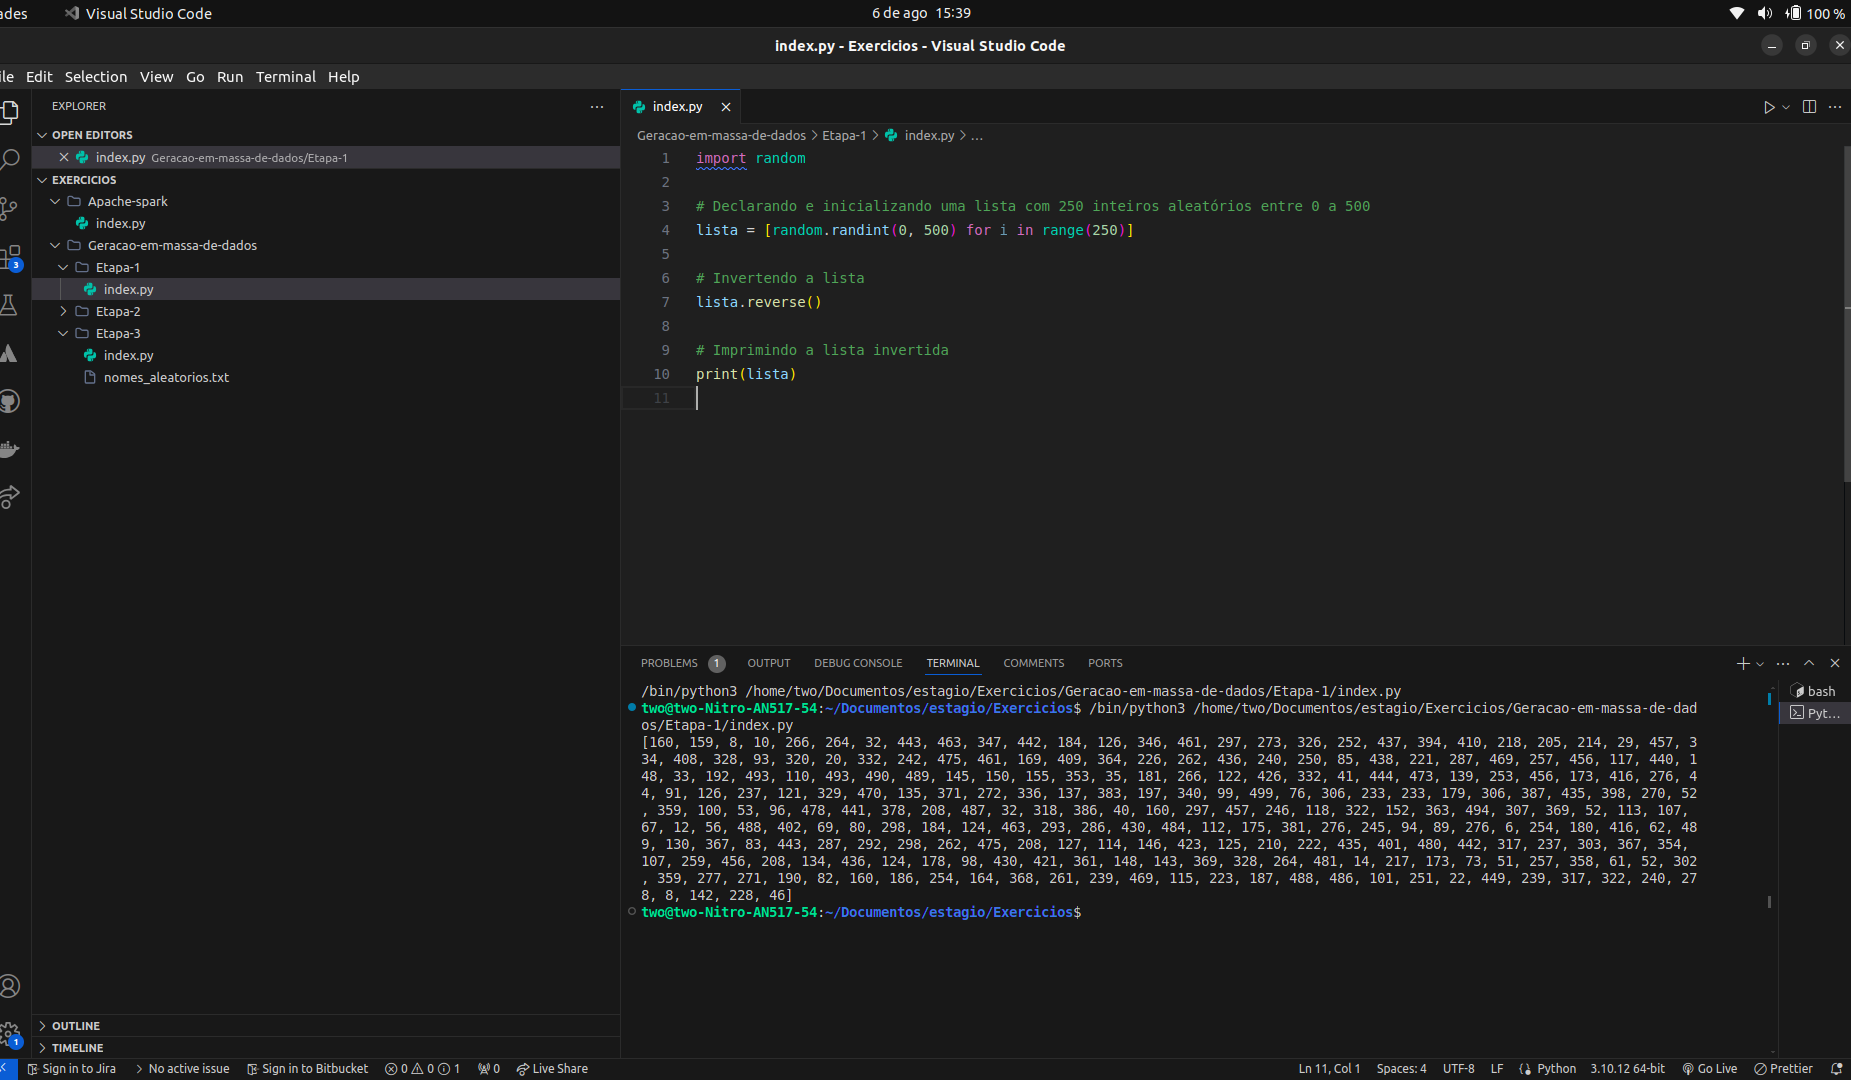 ades
Visual Studio Code
6 de ago 15:39
100 %
index.py - Exercicios - Visual Studio Code
ile Edit Selection View Go Run Terminal Help
EXPLORER
OPEN EDITORS
index.py Geracao-em-massa-de-dados/Etapa-1
EXERCICIOS
Apache-spark
index.py
Geracao-em-massa-de-dados
Etapa-1
index.py
Etapa-2
Etapa-3
index.py
nomes_aleatorios.txt
3
OUTLINE
TIMELINE
1
index.py
Geracao-em-massa-de-dados > Etapa-1 > index.py > ...
1 import random
2
3 # Declarando e inicializando uma lista com 250 inteiros aleatórios entre 0 a 500
4 lista = [random.randint(0, 500) for i in range(250)]
5
6 # Invertendo a lista
7 lista.reverse()
8
9 # Imprimindo a lista invertida
10 print(lista)
11
PROBLEMS 1 OUTPUT DEBUG CONSOLE TERMINAL COMMENTS PORTS
/bin/python3 /home/two/Documentos/estagio/Exercicios/Geracao-em-massa-de-dados/Etapa-1/index.py
two@two-Nitro-AN517-54:~/Documentos/estagio/Exercicios$ /bin/python3 /home/two/Documentos/estagio/Exercicios/Geracao-em-massa-de-dad
os/Etapa-1/index.py
[160, 159, 8, 10, 266, 264, 32, 443, 463, 347, 442, 184, 126, 346, 461, 297, 273, 326, 252, 437, 394, 410, 218, 205, 214, 29, 457, 3
34, 408, 328, 93, 320, 20, 332, 242, 475, 461, 169, 409, 364, 226, 262, 436, 240, 250, 85, 438, 221, 287, 469, 257, 456, 117, 440, 1
48, 33, 192, 493, 110, 493, 490, 489, 145, 150, 155, 353, 35, 181, 266, 122, 426, 332, 41, 444, 473, 139, 253, 456, 173, 416, 276, 4
4, 91, 126, 237, 121, 329, 470, 135, 371, 272, 336, 137, 383, 197, 340, 99, 499, 76, 306, 233, 233, 179, 306, 387, 435, 398, 270, 52
, 359, 100, 53, 96, 478, 441, 378, 208, 487, 32, 318, 386, 40, 160, 297, 457, 246, 118, 322, 152, 363, 494, 307, 369, 52, 113, 107,
67, 12, 56, 488, 402, 69, 80, 298, 184, 124, 463, 293, 286, 430, 484, 112, 175, 381, 276, 245, 94, 89, 276, 6, 254, 180, 416, 62, 48
9, 130, 367, 83, 443, 287, 292, 298, 262, 475, 208, 127, 114, 146, 423, 125, 210, 222, 435, 401, 480, 442, 317, 237, 303, 367, 354,
107, 259, 456, 208, 134, 436, 124, 178, 98, 430, 421, 361, 148, 143, 369, 328, 264, 481, 14, 217, 173, 73, 51, 257, 358, 61, 52, 302
, 359, 277, 271, 190, 82, 160, 186, 254, 164, 368, 261, 239, 469, 115, 223, 187, 488, 486, 101, 251, 22, 449, 239, 317, 322, 240, 27
8, 8, 142, 228, 46]
two@two-Nitro-AN517-54:~/Documentos/estagio/Exercicios$
bash
Pyt...
Sign in to Jira No active issue Sign in to Bitbucket 0 0 1 0 Live Share
Ln 11, Col 1 Spaces: 4 UTF-8 LF Python 3.10.12 64-bit Go Live Prettier